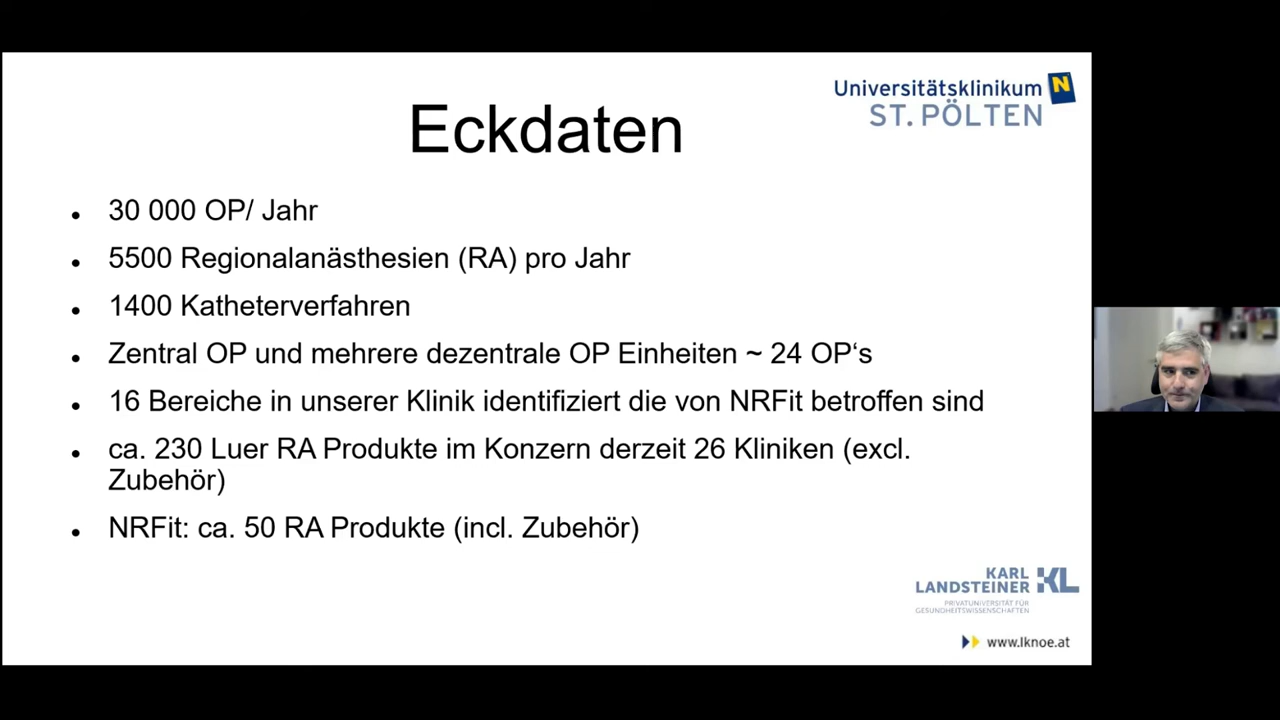 Universitätsklinikum N
ST. PÖLTEN
Eckdaten
30 000 OP/ Jahr
5500 Regionalanästhesien (RA) pro Jahr
1400 Katheterverfahren
Zentral OP und mehrere dezentrale OP Einheiten ~ 24 OP‘s
16 Bereiche in unserer Klinik identifiziert die von NRFit betroffen sind
ca. 230 Luer RA Produkte im Konzern derzeit 26 Kliniken (excl.
Zubehör)
NRFit: ca. 50 RA Produkte (incl. Zubehör)
KARL
LANDSTEINER KL
PRIVATUNIVERSITÄT FÜR
GESUNDHEITSWISSENSCHAFTEN
www.lknoe.at